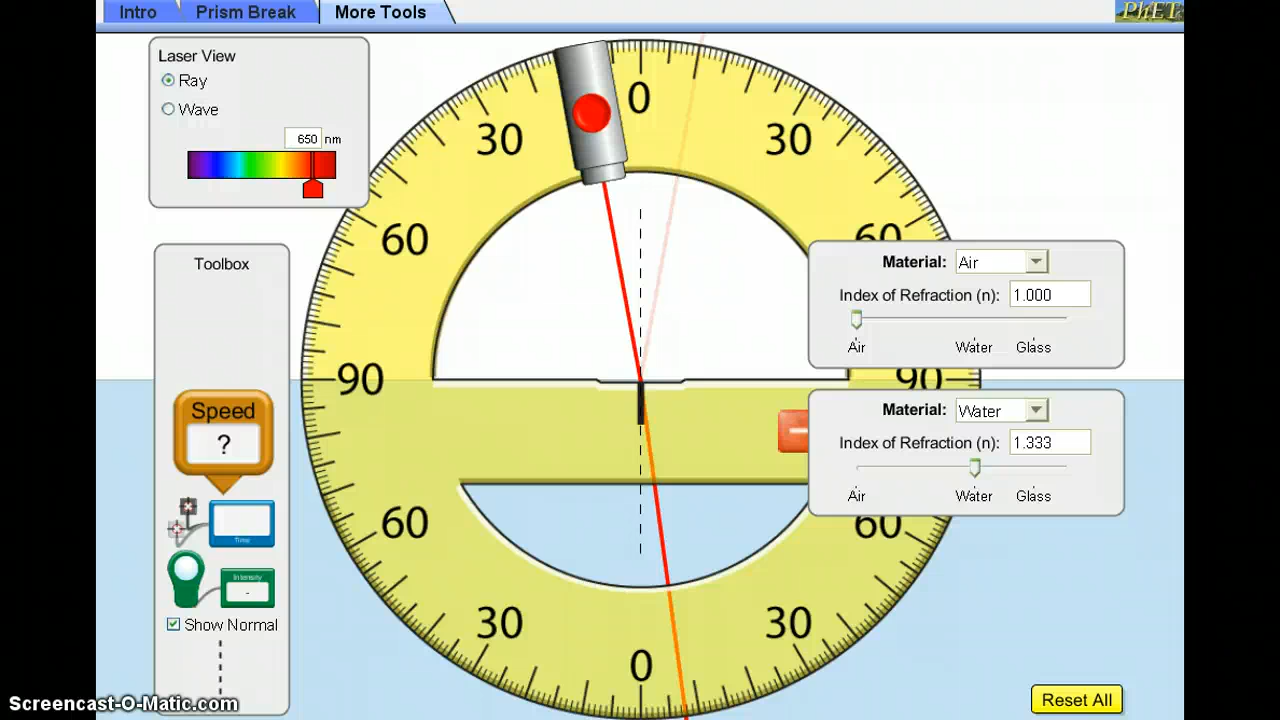 Intro
Prism Break
More Tools
PhET
Laser View
Ray
Wave
650 nm
0
30
30
60
60
90
90
60
60
30
30
0
Toolbox
Speed
?
Time
Intensity
-
Show Normal
Material: Air
Index of Refraction (n): 1.000
Air Water Glass
Material: Water
Index of Refraction (n): 1.333
Air Water Glass
Reset All
Screencast-O-Matic.com